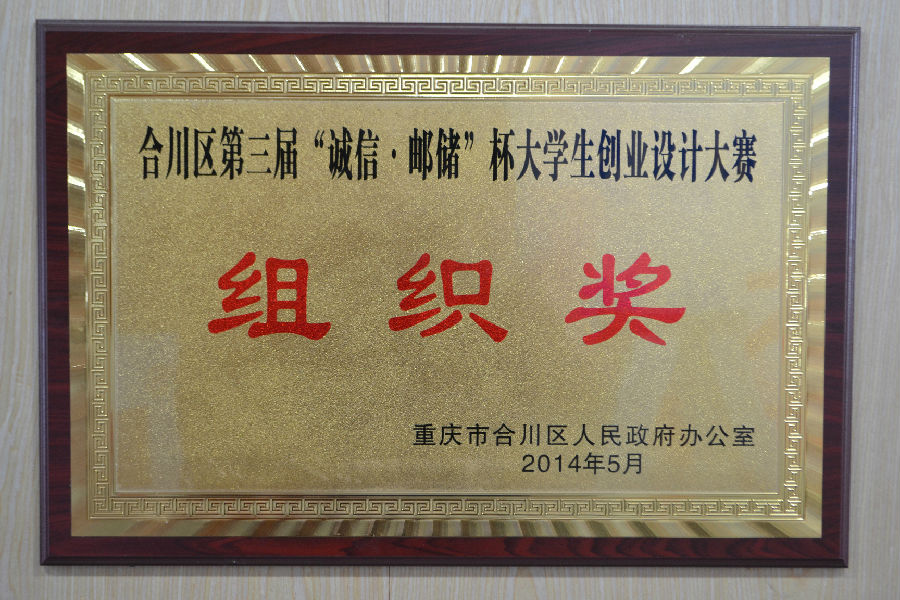 合川区第三届“诚信·邮储”杯大学生创业设计大赛
组织奖
重庆市合川区人民政府办公室
2014年5月